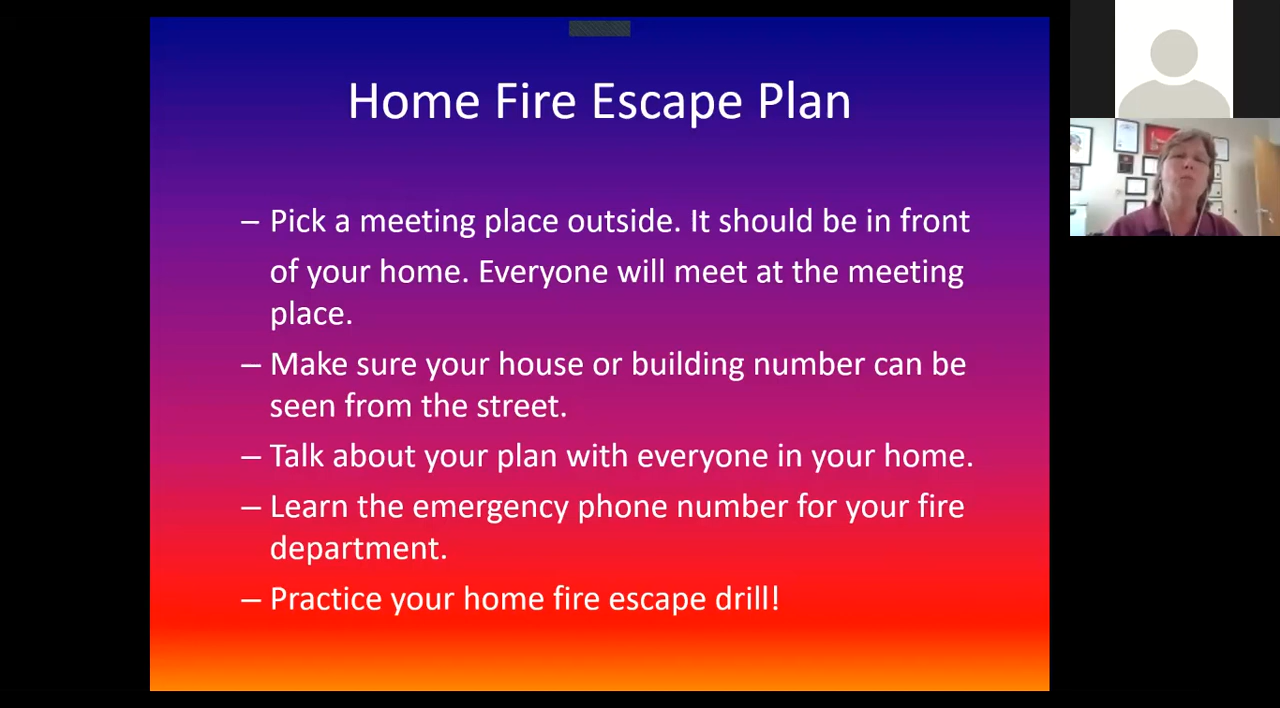 Home Fire Escape Plan
– Pick a meeting place outside. It should be in front
of your home. Everyone will meet at the meeting
place.
– Make sure your house or building number can be
seen from the street.
– Talk about your plan with everyone in your home.
– Learn the emergency phone number for your fire
department.
– Practice your home fire escape drill!